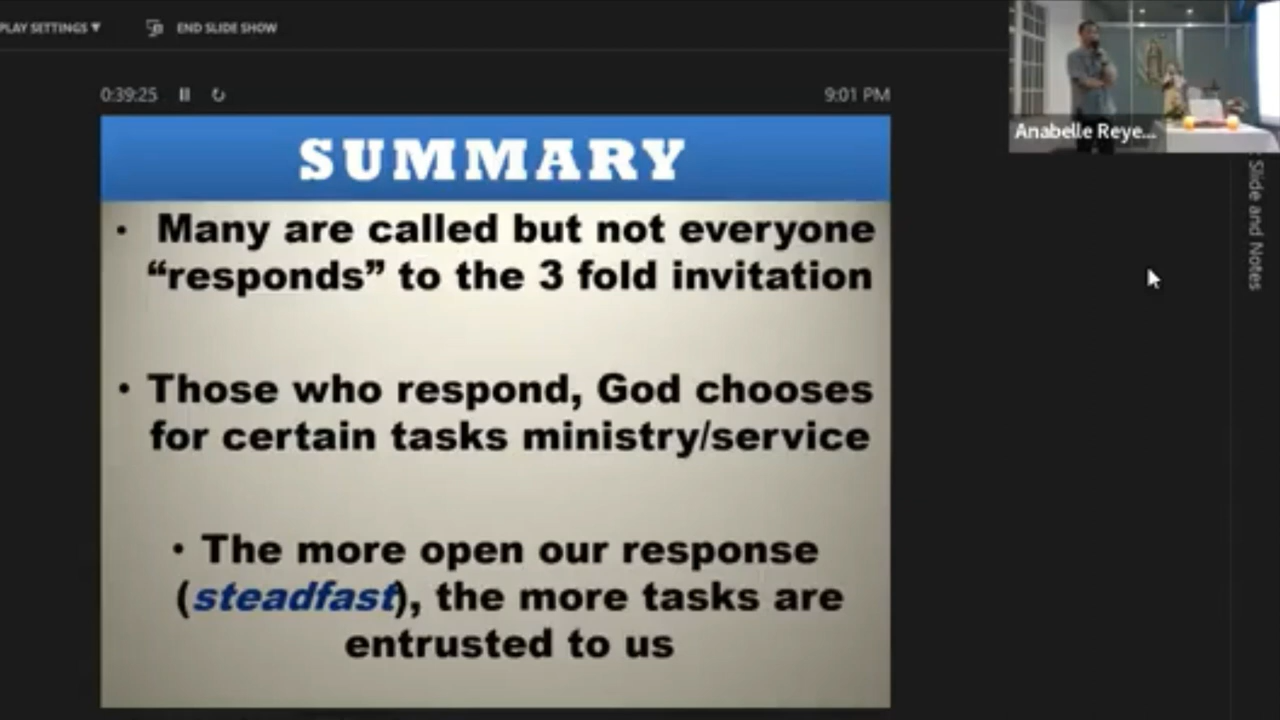 PLAY SETTINGS ▼ END SLIDE SHOW
0:39:25 9:01 PM
Anabelle Reye...
Slide and Notes
SUMMARY
• Many are called but not everyone
“responds” to the 3 fold invitation
• Those who respond, God chooses
for certain tasks ministry/service
• The more open our response
(steadfast), the more tasks are
entrusted to us